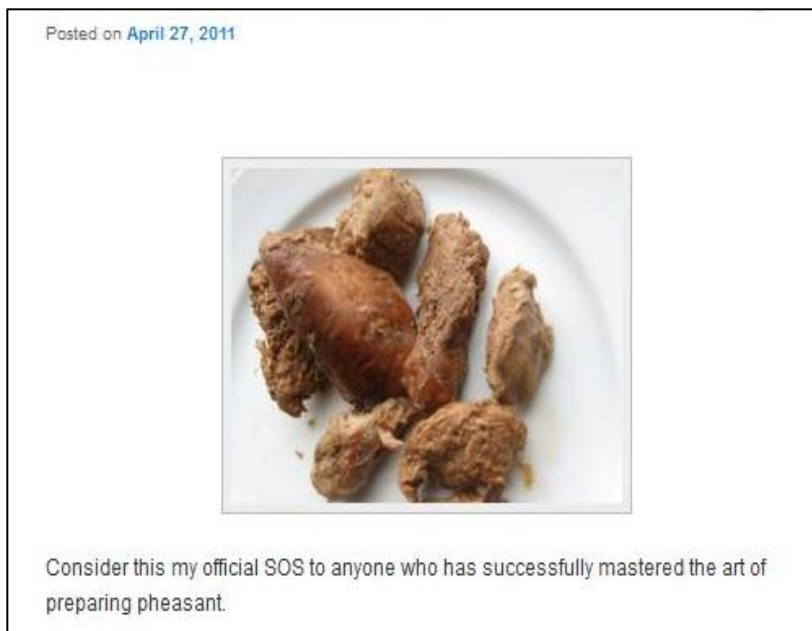 Posted on April 27, 2011
Consider this my official SOS to anyone who has successfully mastered the art of
preparing pheasant.